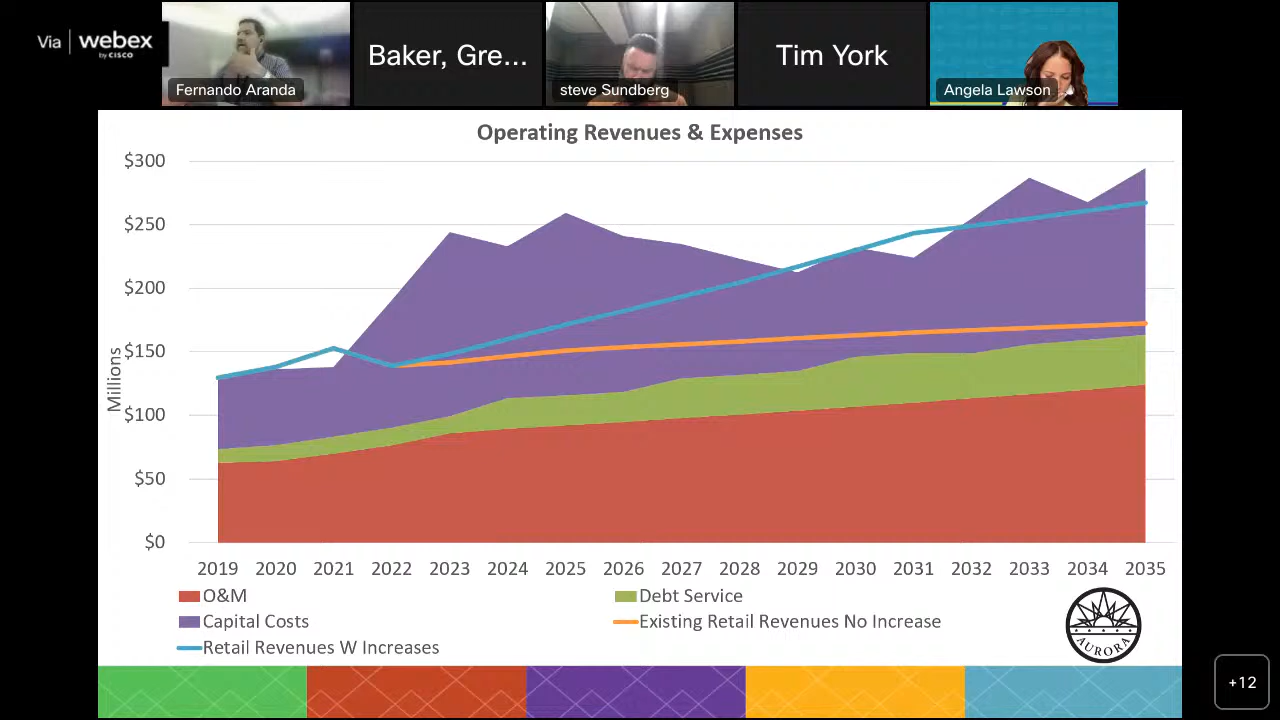 Via webex
by CISCO
Fernando Aranda
Baker, Gre...
steve Sundberg
Tim York
Angela Lawson
Operating Revenues & Expenses
$300
$250
$200
$150
$100
$50
$0
Millions
2019 2020 2021 2022 2023 2024 2025 2026 2027 2028 2029 2030 2031 2032 2033 2034 2035
O&M
Debt Service
Capital Costs
Existing Retail Revenues No Increase
Retail Revenues W Increases
AURORA
+12